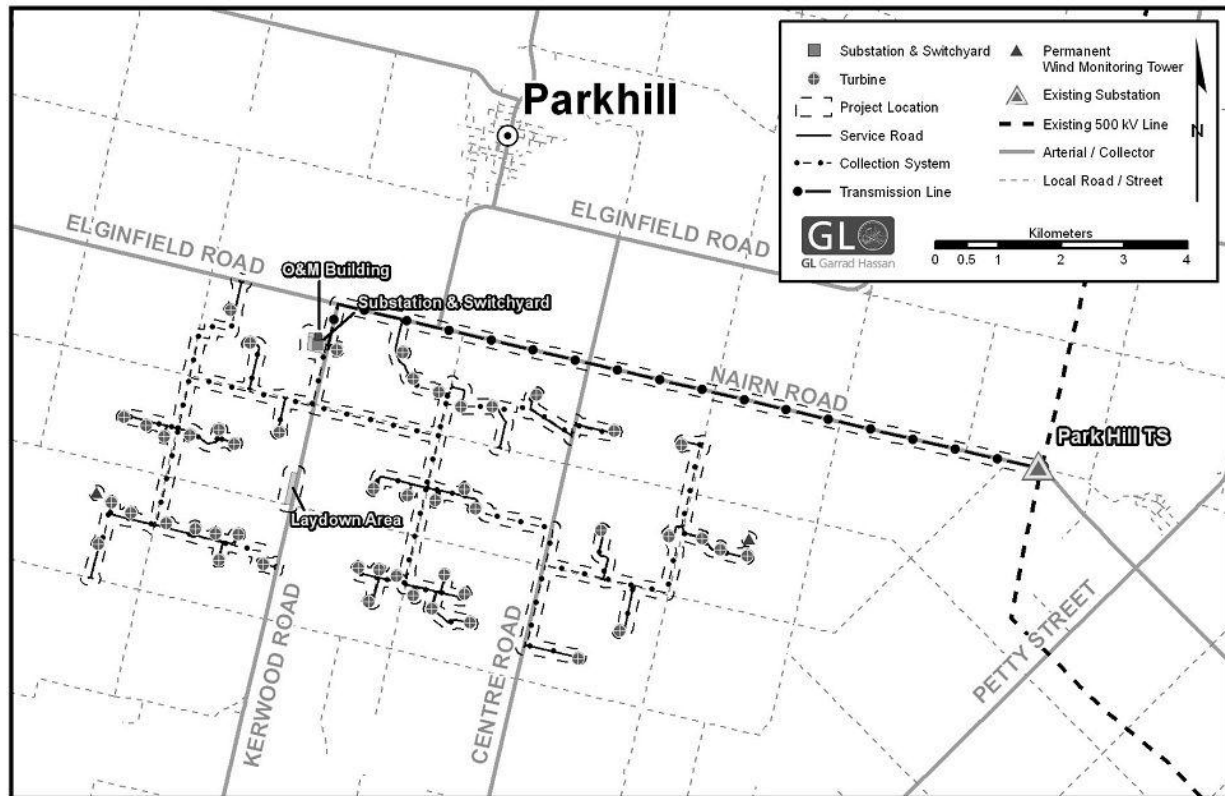 Parkhill
ELGINFIELD ROAD
ELGINFIELD ROAD
O&M Building
Substation & Switchyard
NAIRN ROAD
Park Hill TS
Laydown Area
KERWOOD ROAD
CENTRE ROAD
PETTY STREET
Substation & Switchyard
Turbine
Project Location
Service Road
Collection System
Transmission Line
Permanent
Wind Monitoring Tower
Existing Substation
Existing 500 kV Line
Arterial / Collector
Local Road / Street
N
GL
GL Garrad Hassan
Kilometers
0 0.5 1 2 3 4